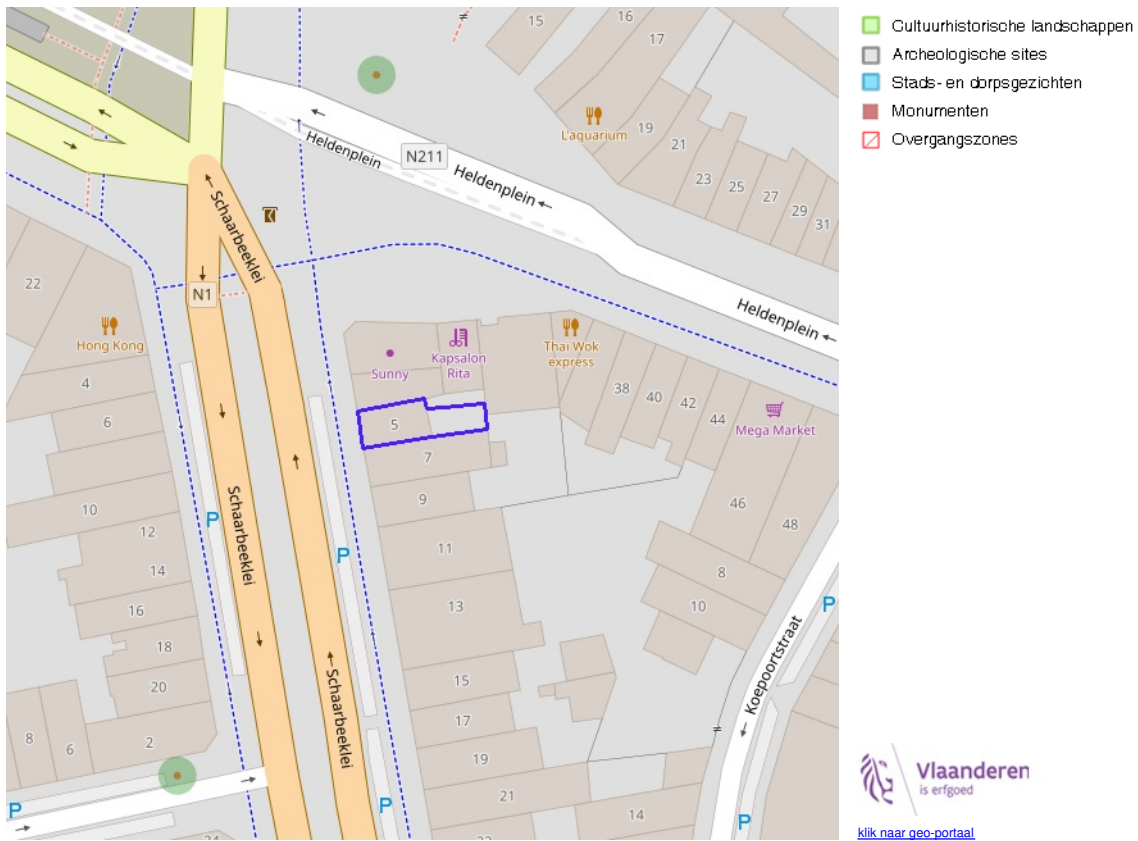 Cultuurhistorische landschappen
Archeologische sites
Stads- en dorpsgezichten
Monumenten
Overgangszones
15
16
17
L'aquarium
19
21
23
25
27
29
31
Heldenplein
N211
Heldenplein
Heldenplein
Schaarbeeklei
N1
22
Hong Kong
4
6
10
12
14
16
18
20
2
8
6
Sunny
Kapsalon
Rita
Thai Wok
express
38
40
42
44
Mega Market
46
48
5
7
9
11
13
15
17
19
21
8
10
14
Schaarbeeklei
Schaarbeeklei
Koepoortstraat
P
P
P
P
P
P
Vlaanderen
is erfgoed
klik naar geo-portaal